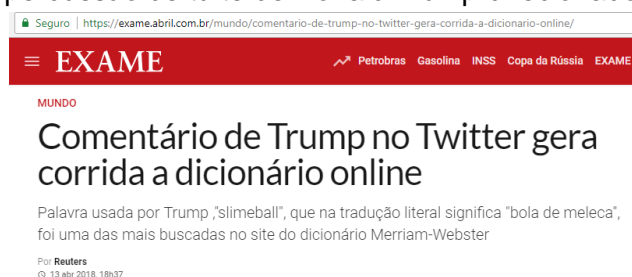 Seguro | https://exame.abril.com.br/mundo/comentario-de-trump-no-twitter-gera-corrida-a-dicionario-online/
EXAME Petrobras Gasolina INSS Copa da Rússia EXAME
MUNDO
Comentário de Trump no Twitter gera
corrida a dicionário online
Palavra usada por Trump ,"slimeball", que na tradução literal significa "bola de meleca",
foi uma das mais buscadas no site do dicionário Merriam-Webster
Por Reuters
13 abr 2018, 18h37